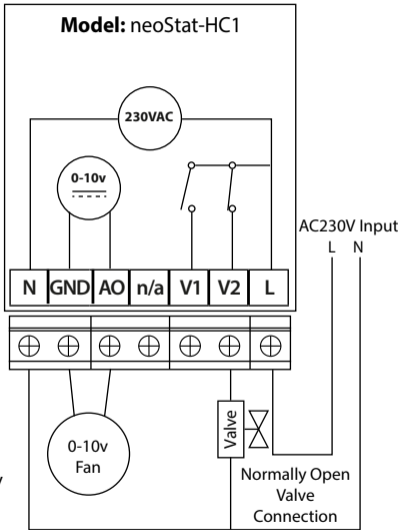 Model: neoStat-HC1
230VAC
0-10v
AC230V Input
L N
N GND AO n/a V1 V2 L
Valve
0-10v
Fan
Normally Open
Valve
Connection